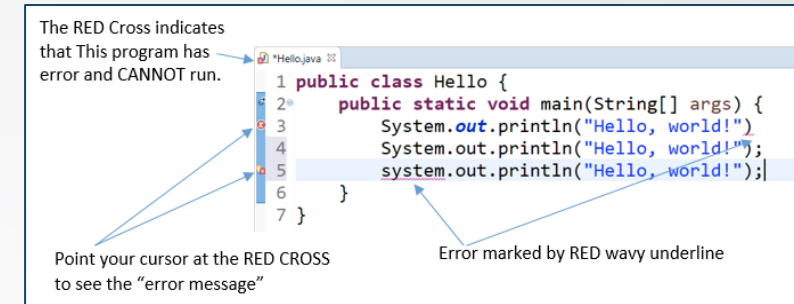 The RED Cross indicates
that This program has
error and CANNOT run.
*Hello.java
1 public class Hello {
2 public static void main(String[] args) {
3 System.out.println("Hello, world!")
4 System.out.println("Hello, world!");
5 system.out.println("Hello, world!");
6 }
7 }
Point your cursor at the RED CROSS
to see the “error message”
Error marked by RED wavy underline